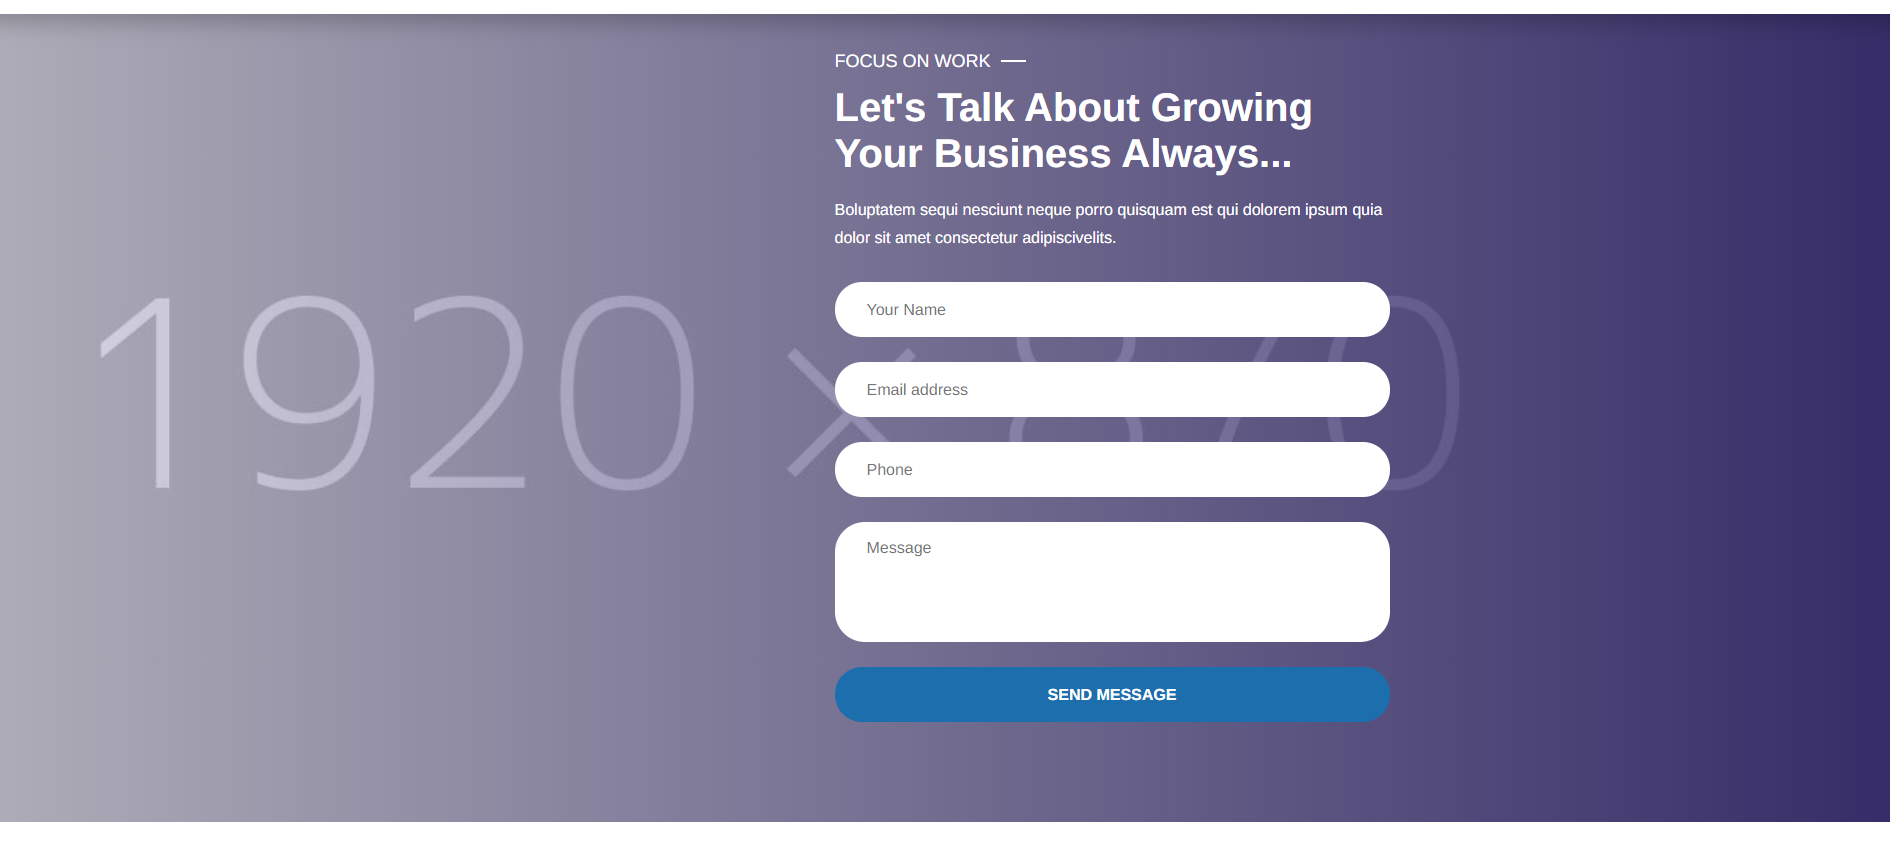 FOCUS ON WORK
Let's Talk About Growing
Your Business Always...
Boluptatem sequi nesciunt neque porro quisquam est qui dolorem ipsum quia
dolor sit amet consectetur adipiscivelits.
1920 × 870
Your Name
Email address
Phone
Message
SEND MESSAGE